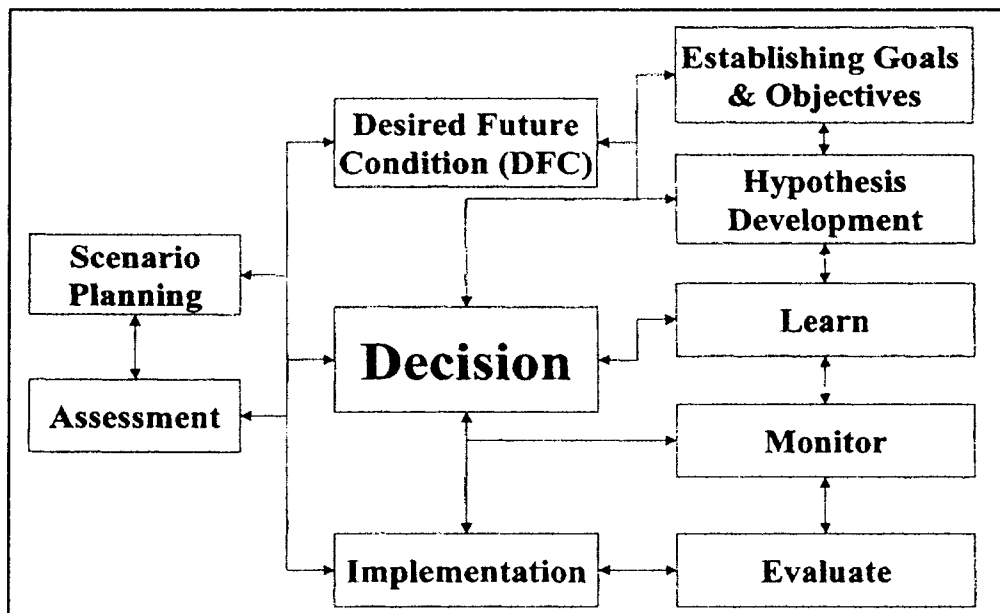 Scenario
Planning
Assessment
Desired Future
Condition (DFC)
Decision
Implementation
Establishing Goals
& Objectives
Hypothesis
Development
Learn
Monitor
Evaluate